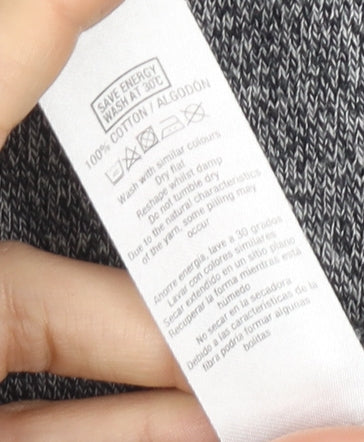 SAVE ENERGY
WASH AT 30°C
100% COTTON / ALGODÓN
Wash with similar colours
Dry flat
Reshape whilst damp
Do not tumble dry
Due to the natural characteristics
of the yarn, some pilling may
occur
Ahorre energia, lave a 30 grados
Lavar con colores similares
Secar extendido en un sitio plano
Recuperar la forma mientras está
húmedo
No secar en la secadora
Debido a las características de la
fibra podría formar algunas
bolitas